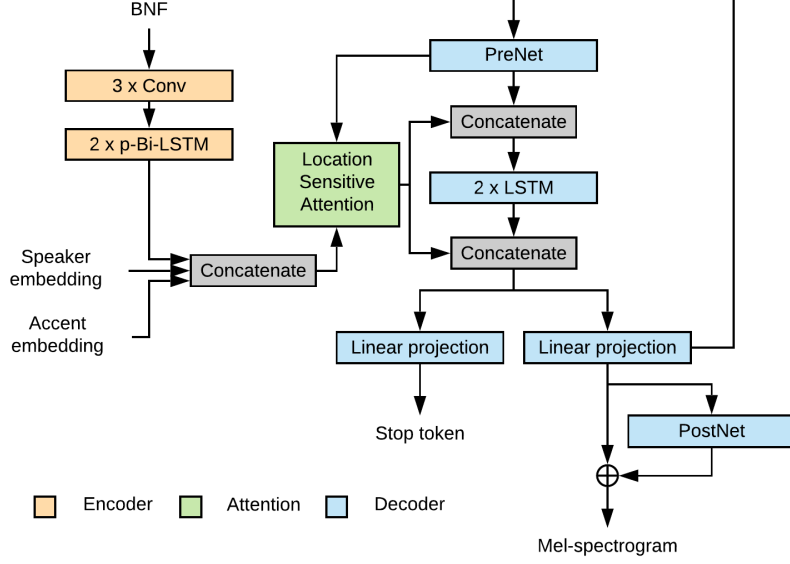 BNF
3 x Conv
2 x p-Bi-LSTM
Speaker
embedding
Accent
embedding
Concatenate
Location
Sensitive
Attention
PreNet
Concatenate
2 x LSTM
Concatenate
Linear projection
Linear projection
Stop token
PostNet
Mel-spectrogram
Encoder
Attention
Decoder